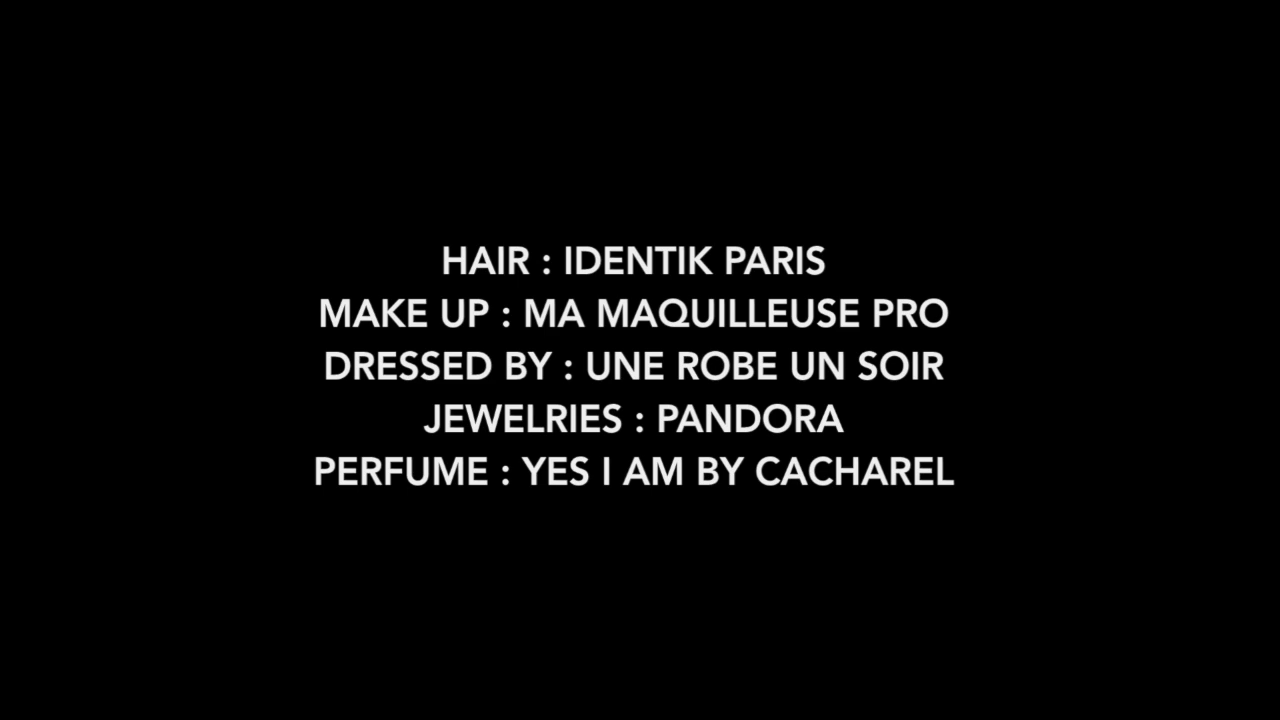 HAIR : IDENTIK PARIS
MAKE UP : MA MAQUILLEUSE PRO
DRESSED BY : UNE ROBE UN SOIR
JEWELRIES : PANDORA
PERFUME : YES I AM BY CACHAREL